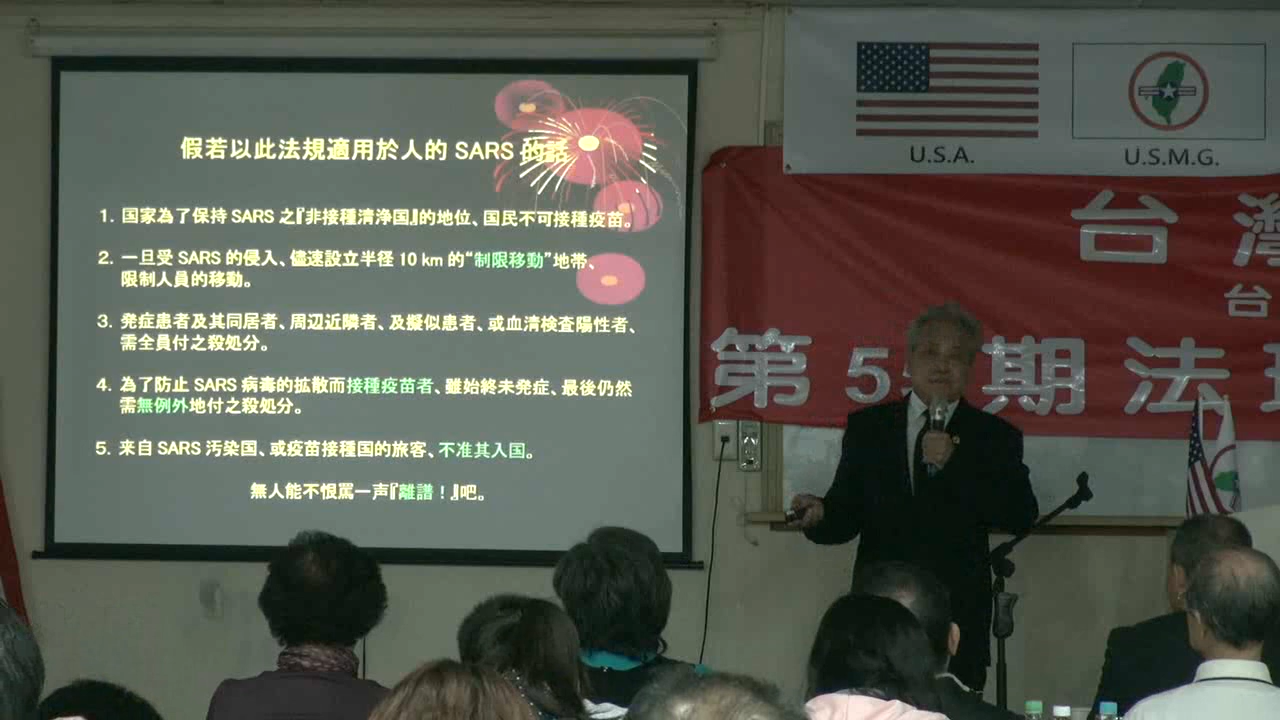 假若以此法規適用於人的 SARS 的話
1. 国家為了保持 SARS 之『非接種清浄国』的地位、国民不可接種疫苗。
2. 一旦受 SARS 的侵入、儘速設立半径 10 km 的“制限移動”地帯、
限制人員的移動。
3. 発症患者及其同居者、周辺近隣者、及擬似患者、或血清検査陽性者、
需全員付之殺処分。
4. 為了防止 SARS 病毒的拡散而接種疫苗者、雖始終未発症、最後仍然
需無例外地付之殺処分。
5. 来自 SARS 汚染国、或疫苗接種国的旅客、不准其入国。
無人能不恨罵一声『離譜！』吧。
U.S.A.
U.S.M.G.
台灣
台
第5 期法